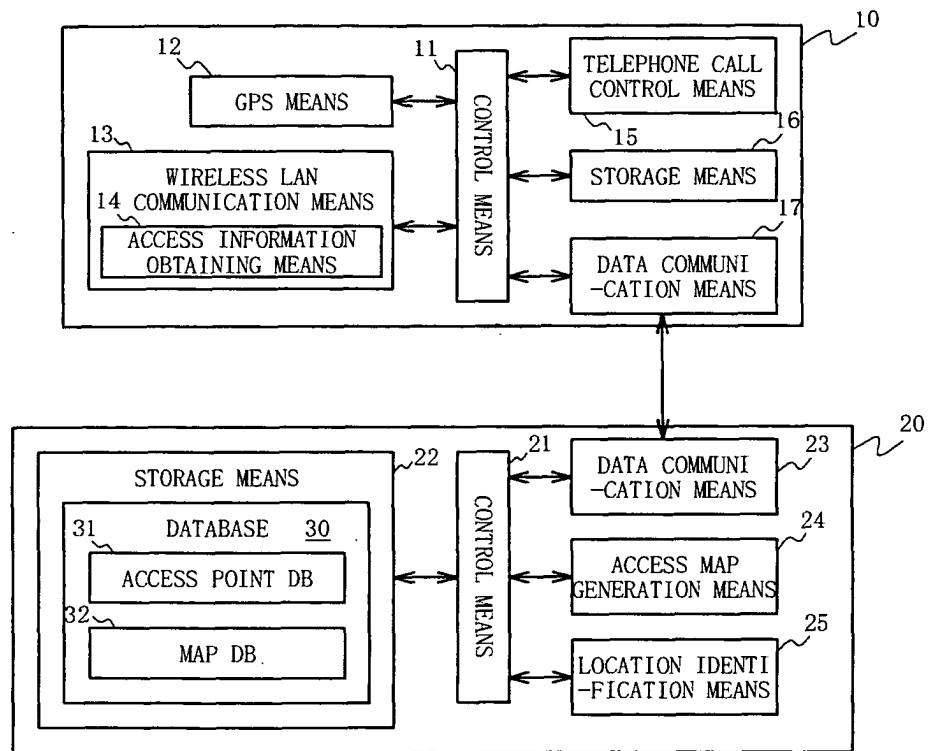 10
12
GPS MEANS
11
CONTROL MEANS
TELEPHONE CALL
CONTROL MEANS
15
16
13
WIRELESS LAN
COMMUNICATION MEANS
14
ACCESS INFORMATION
OBTAINING MEANS
STORAGE MEANS
17
DATA COMMUNI
-CATION MEANS
20
22
STORAGE MEANS
DATABASE 30
31
ACCESS POINT DB
32
MAP DB
21
CONTROL MEANS
23
DATA COMMUNI
-CATION MEANS
24
ACCESS MAP
GENERATION MEANS
25
LOCATION IDENTI
-FICATION MEANS